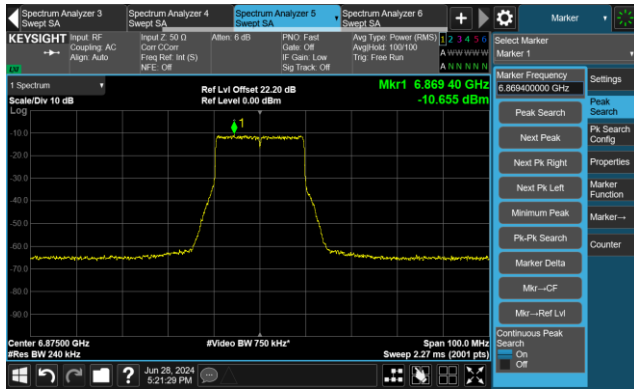 Spectrum Analyzer 3
Swept SA
Spectrum Analyzer 4
Swept SA
Spectrum Analyzer 5
Swept SA
Spectrum Analyzer 6
Swept SA
+
Marker
KEYSIGHT
Input: RF
Coupling: AC
Align: Auto
Input Z: 50 Ω
Corr CCorr
Freq Ref: Int (S)
NFE: Off
Atten: 6 dB
PNO: Fast
Gate: Off
IF Gain: Low
Sig Track: Off
Avg Type: Power (RMS)
Avg|Hold: 100/100
Trig: Free Run
1 2 3 4 5 6
A W W W W W
A N N N N N
Select Marker
Marker 1
1 Spectrum
Scale/Div 10 dB
Log
Ref Lvl Offset 22.20 dB
Ref Level 0.00 dBm
Mkr1 6.869 40 GHz
-10.655 dBm
1
-10.0
-20.0
-30.0
-40.0
-50.0
-60.0
-70.0
-80.0
-90.0
Center 6.87500 GHz
#Res BW 240 kHz
#Video BW 750 kHz*
Span 100.0 MHz
Sweep 2.27 ms (2001 pts)
Marker Frequency
6.869400000 GHz
Peak Search
Next Peak
Next Pk Right
Next Pk Left
Minimum Peak
Pk-Pk Search
Marker Delta
Mkr→CF
Mkr→Ref Lvl
Continuous Peak
Search
On
Off
Settings
Peak
Search
Pk Search
Config
Properties
Marker
Function
Marker→
Counter
?
Jun 28, 2024
5:21:29 PM